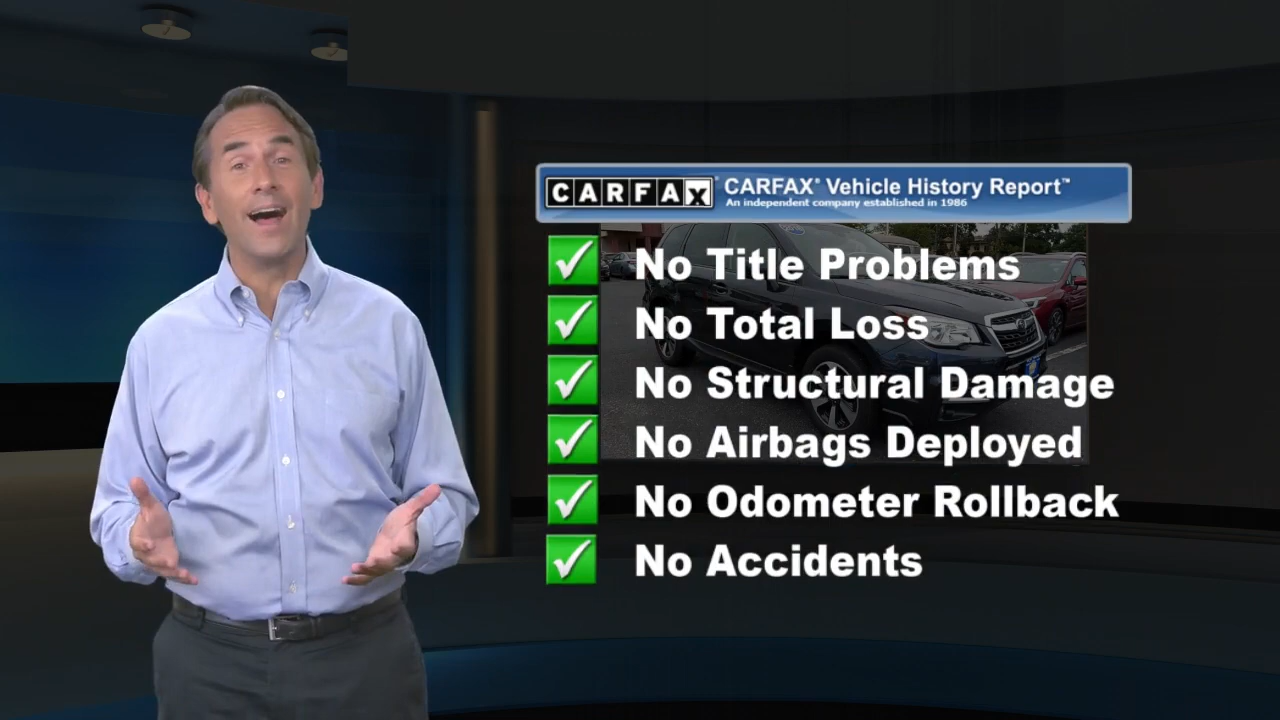 CARFAX
CARFAX® Vehicle History Report™
An independent company established in 1986
No Title Problems
No Total Loss
No Structural Damage
No Airbags Deployed
No Odometer Rollback
No Accidents